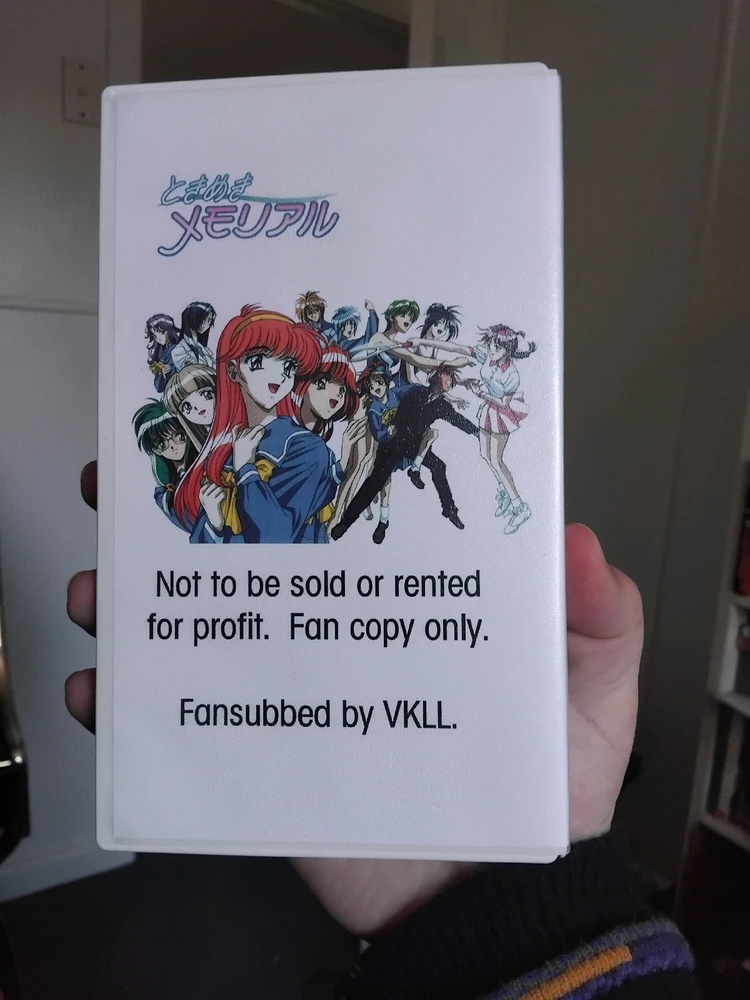 ときめき
メモリアル
Not to be sold or rented
for profit.  Fan copy only.
Fansubbed by VKLL.